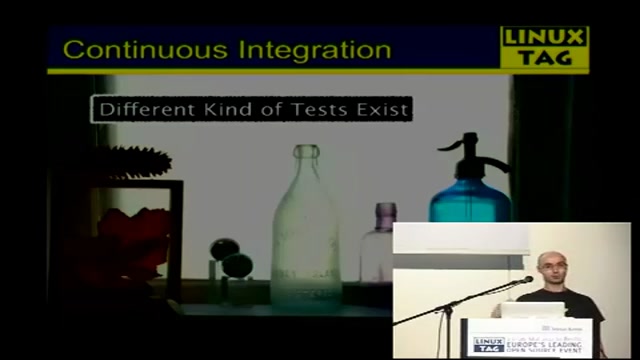 Continuous Integration
LINUX
TAG
Different Kind of Tests Exist
LINUX
TAG
EUROPE'S LEADING
OPEN SOURCE EVENT